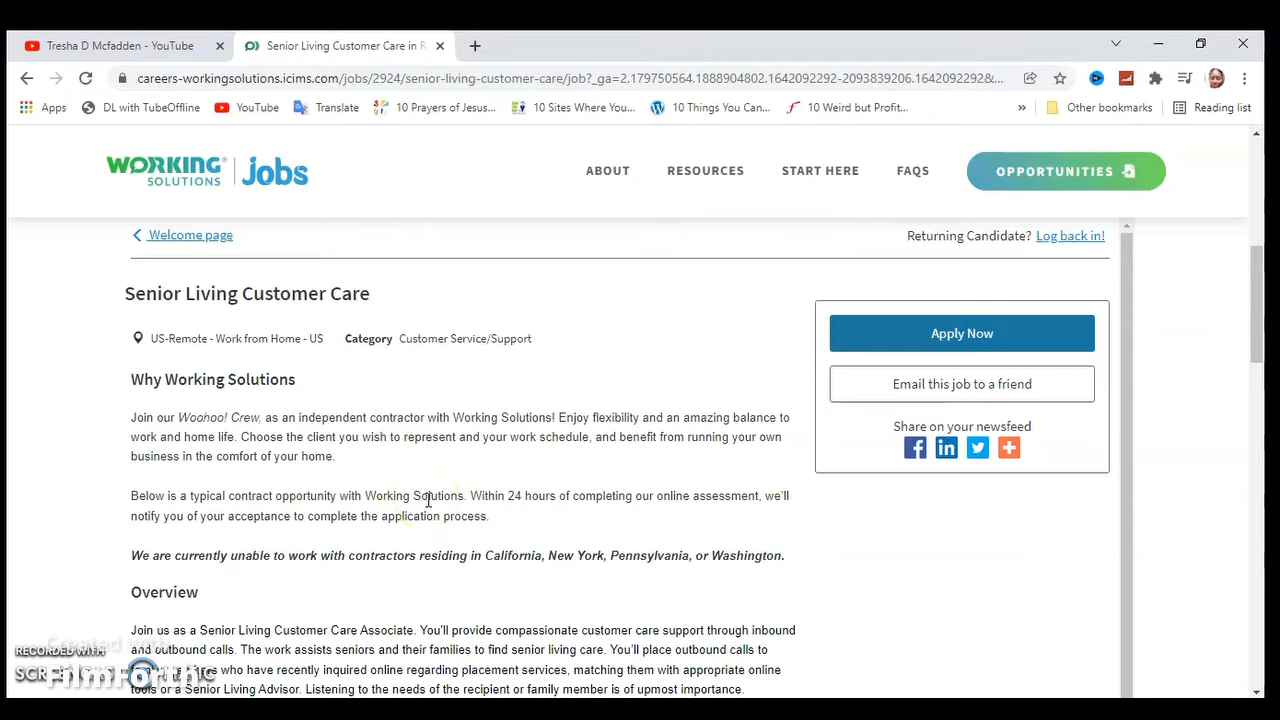 Tresha D Mcfadden - YouTube
Senior Living Customer Care in R
careers-workingsolutions.icims.com/jobs/2924/senior-living-customer-care/job?_ga=2.179750564.1888904802.1642092292-2093839206.1642092292&...
Apps DL with TubeOffline YouTube Translate 10 Prayers of Jesus... 10 Sites Where You... 10 Things You Can... 10 Weird but Profit... » Other bookmarks Reading list
WORKING SOLUTIONS | jobs
ABOUT RESOURCES START HERE FAQS OPPORTUNITIES
Welcome page
Returning Candidate? Log back in!
Senior Living Customer Care
US-Remote - Work from Home - US Category Customer Service/Support
Apply Now
Email this job to a friend
Share on your newsfeed
Why Working Solutions
Join our Woohoo! Crew, as an independent contractor with Working Solutions! Enjoy flexibility and an amazing balance to
work and home life. Choose the client you wish to represent and your work schedule, and benefit from running your own
business in the comfort of your home.
Below is a typical contract opportunity with Working Solutions. Within 24 hours of completing our online assessment, we'll
notify you of your acceptance to complete the application process.
We are currently unable to work with contractors residing in California, New York, Pennsylvania, or Washington.
Overview
Join us as a Senior Living Customer Care Associate. You'll provide compassionate customer care support through inbound
and outbound calls. The work assists seniors and their families to find senior living care. You'll place outbound calls to
who have recently inquired online regarding placement services, matching them with appropriate online
tools or a Senior Living Advisor. Listening to the needs of the recipient or family member is of upmost importance.
Created with
RECORDED WITH
FilmForth